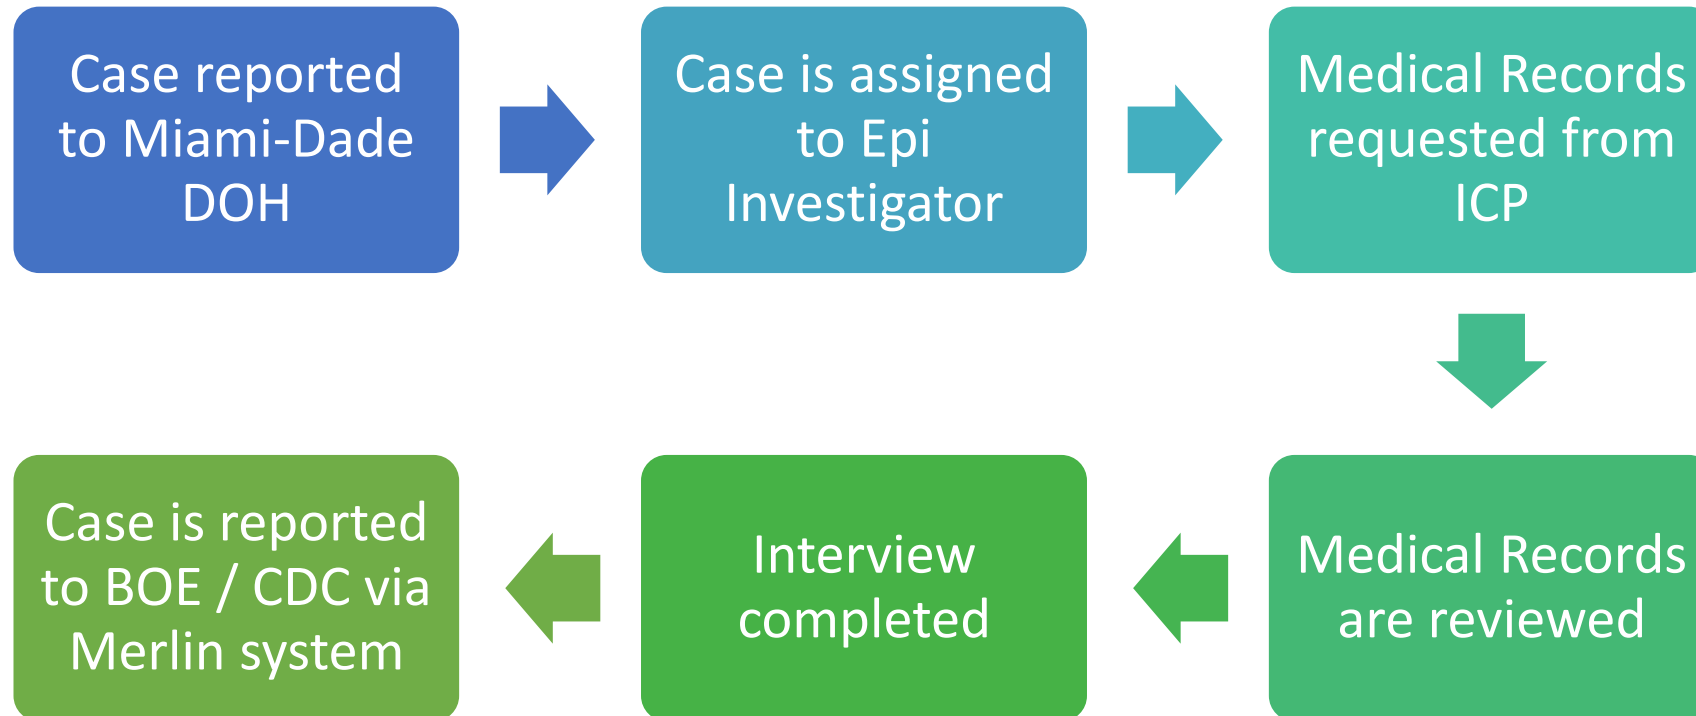 Case reported
to Miami-Dade
DOH
Case is assigned
to Epi
Investigator
Medical Records
requested from
ICP
Medical Records
are reviewed
Interview
completed
Case is reported
to BOE / CDC via
Merlin system